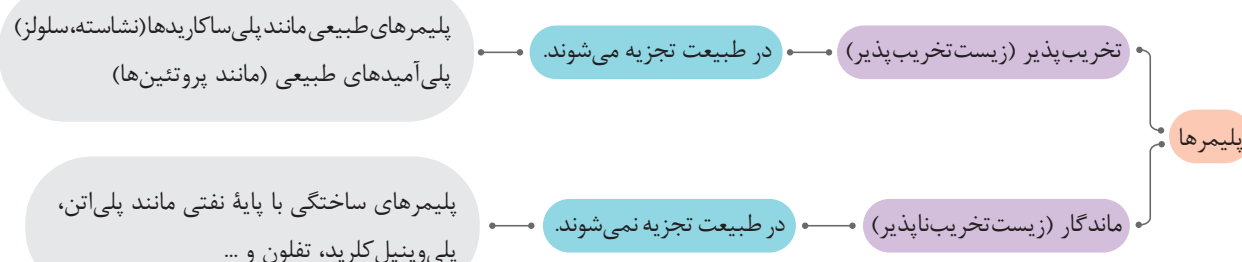 پلیمرها
تخریب‌پذیر (زیست‌تخریب‌پذیر)
در طبیعت تجزیه می‌شوند.
پلیمرهای طبیعی مانند پلی‌ساکاریدها(نشاسته،سلولز)
پلی‌آمیدهای طبیعی (مانند پروتئین‌ها)
ماندگار (زیست‌تخریب‌ناپذیر)
در طبیعت تجزیه نمی‌شوند.
پلیمرهای ساختگی با پایۀ نفتی مانند پلی‌اتن،
پلی‌وینیل‌کلرید، تفلون و ...